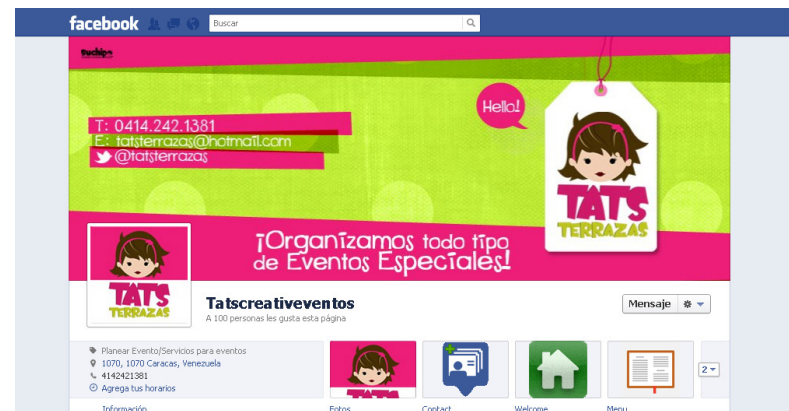 facebook
Buscar
Ouchipo
Hello!
T: 0414.242.1381
E: tatsterrazas@hotmail.com
@tatsterrazas
TATS
TERRAZAS
¡Organizamos todo tipo
de Eventos Especiales!
TATS
TERRAZAS
Tatscreativeventos
A 100 personas les gusta esta página
Mensaje
Planear Evento/Servicios para eventos
1070, 1070 Caracas, Venezuela
4142421381
Agrega tus horarios
2
TATS
Información
Fotos
Contact
Welcome
Menu